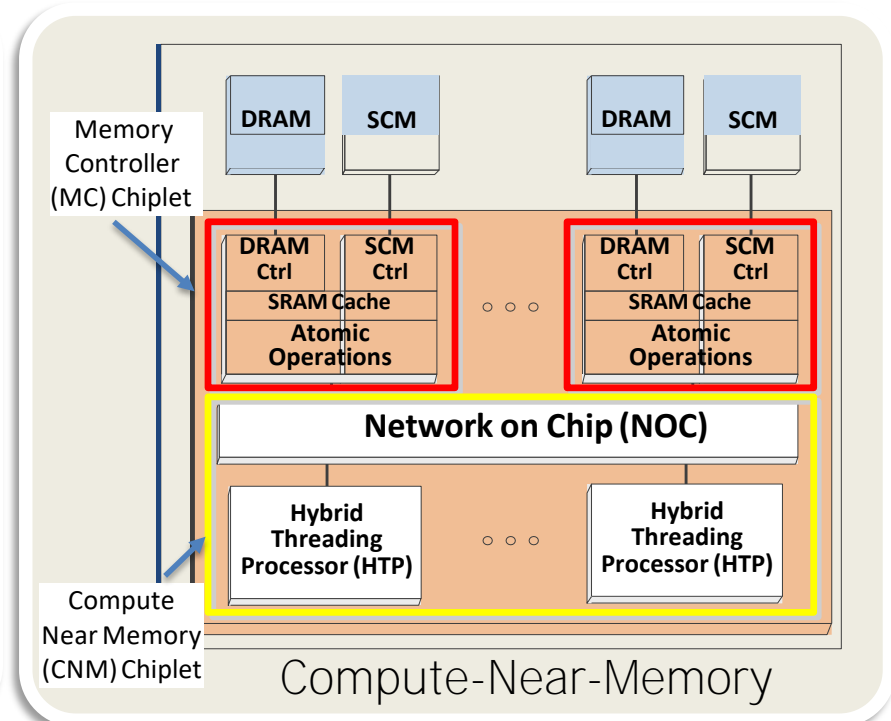 DRAM
SCM
DRAM
SCM
Memory
Controller
(MC) Chiplet
DRAM
Ctrl
SCM
Ctrl
SRAM Cache
Atomic
Operations
DRAM
Ctrl
SCM
Ctrl
SRAM Cache
Atomic
Operations
Network on Chip (NOC)
Hybrid
Threading
Processor (HTP)
Hybrid
Threading
Processor (HTP)
Compute
Near Memory
(CNM) Chiplet
Compute-Near-Memory